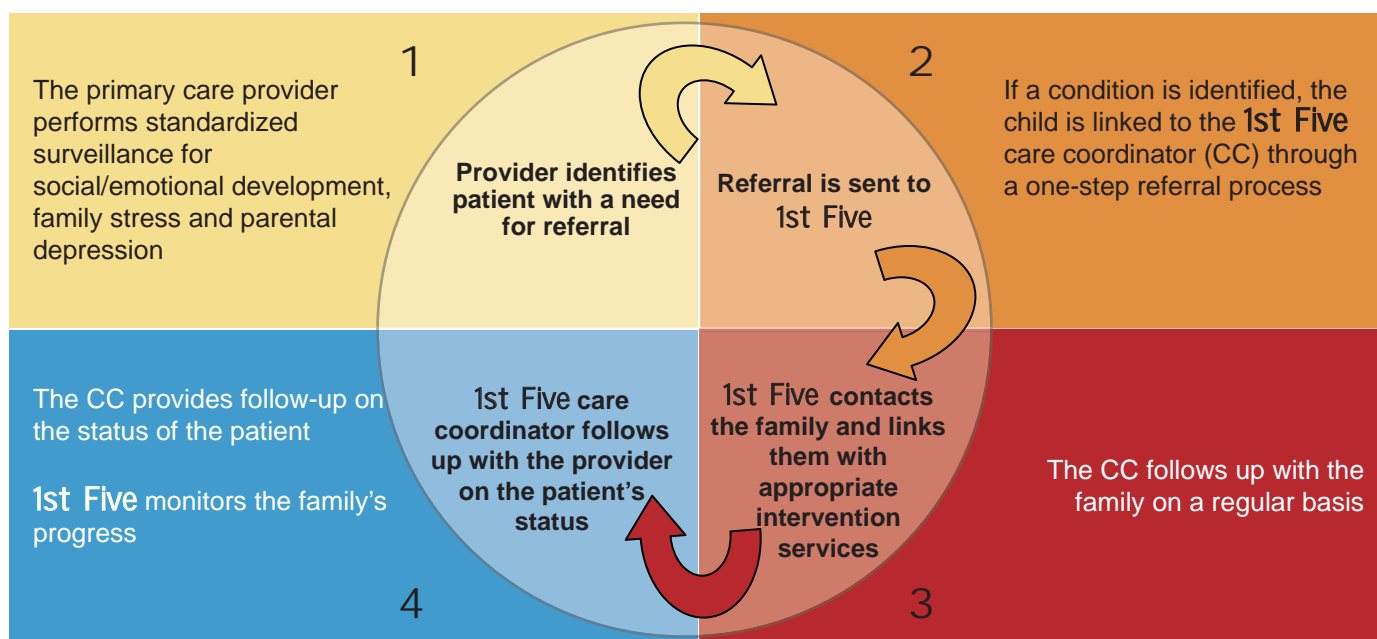 1
The primary care provider
performs standardized
surveillance for
social/emotional development,
family stress and parental
depression
Provider identifies
patient with a need
for referral
2
If a condition is identified, the
child is linked to the 1st Five
care coordinator (CC) through
a one-step referral process
Referral is sent to
1st Five
3
1st Five contacts
the family and links
them with
appropriate
intervention
services
The CC follows up with the
family on a regular basis
4
The CC provides follow-up on
the status of the patient
1st Five monitors the family's
progress
1st Five care
coordinator follows
up with the provider
on the patient's
status